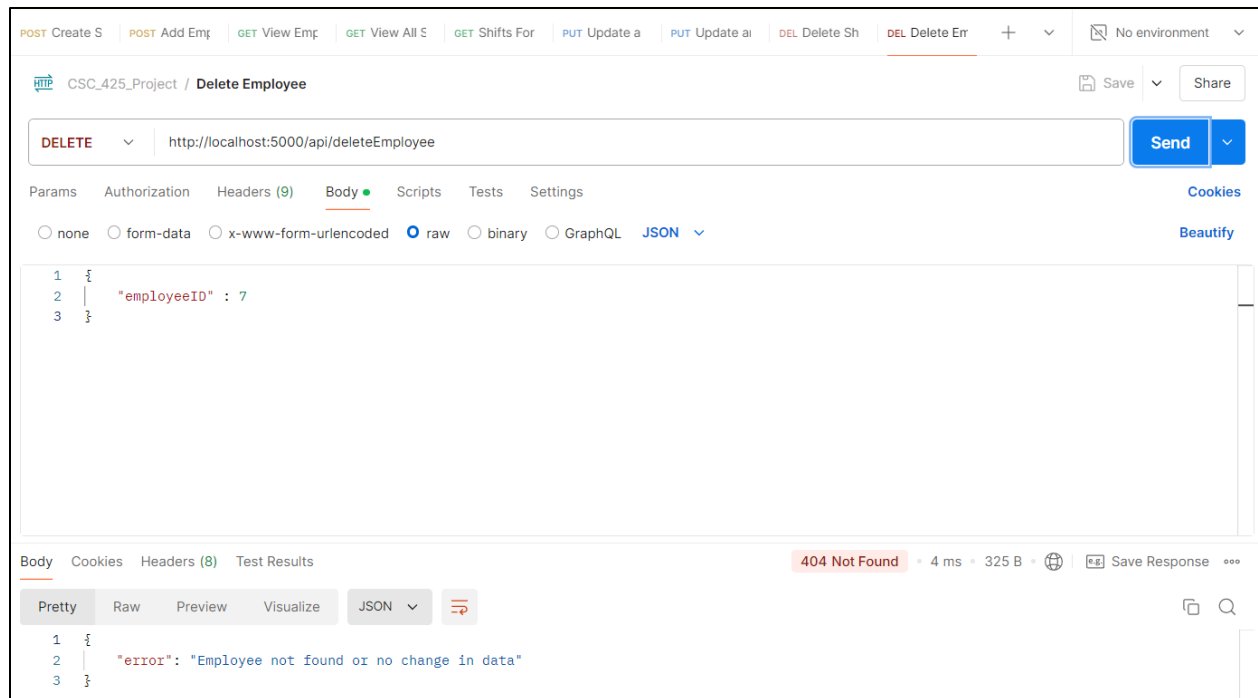 POST Create S POST Add Emp GET View Emp GET View All S GET Shifts For PUT Update a PUT Update an DEL Delete Sh DEL Delete Em No environment
HTTP CSC_425_Project / Delete Employee Save Share
DELETE http://localhost:5000/api/deleteEmployee Send
Params Authorization Headers (9) Body Scripts Tests Settings Cookies
none form-data x-www-form-urlencoded raw binary GraphQL JSON Beautify
1 {
2 "employeeID" : 7
3 }
Body Cookies Headers (8) Test Results 404 Not Found 4 ms 325 B e.g. Save Response
Pretty Raw Preview Visualize JSON
1 {
2 "error": "Employee not found or no change in data"
3 }